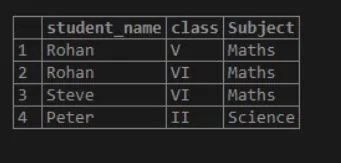 student_name class Subject
1 Rohan V Maths
2 Rohan VI Maths
3 Steve VI Maths
4 Peter II Science